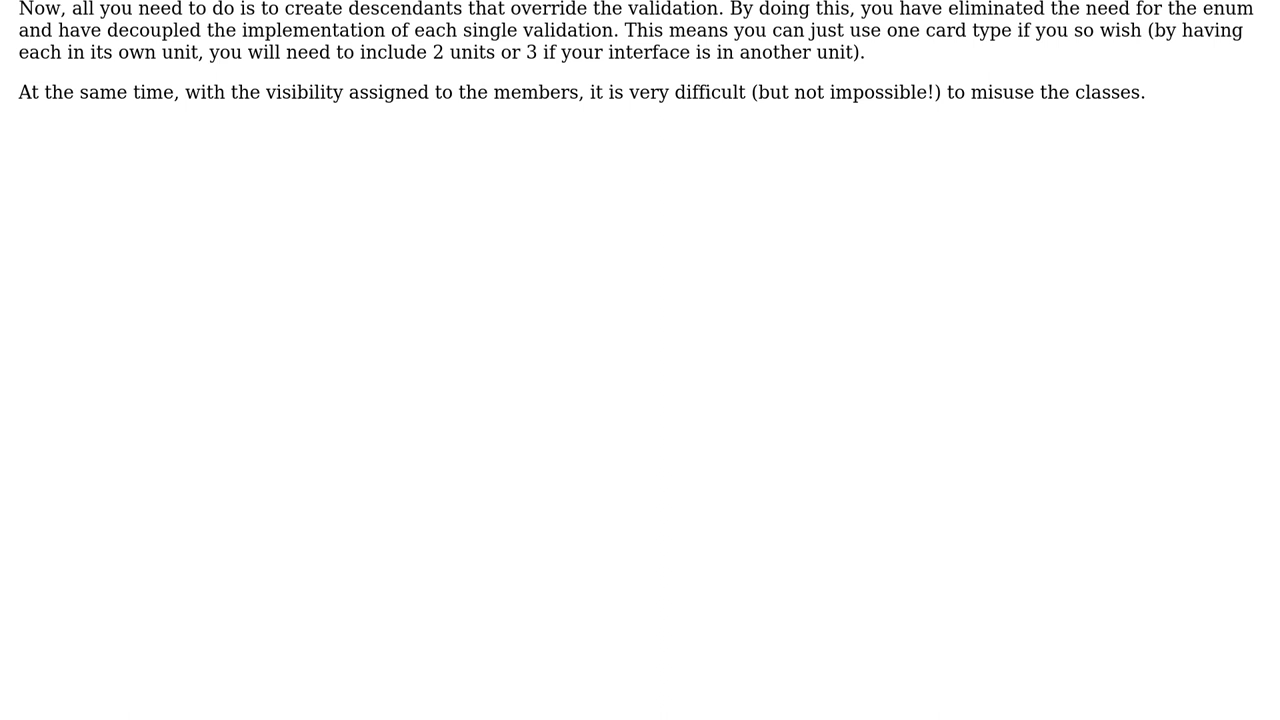 Now, all you need to do is to create descendants that override the validation. By doing this, you have eliminated the need for the enum
and have decoupled the implementation of each single validation. This means you can just use one card type if you so wish (by having
each in its own unit, you will need to include 2 units or 3 if your interface is in another unit).
At the same time, with the visibility assigned to the members, it is very difficult (but not impossible!) to misuse the classes.